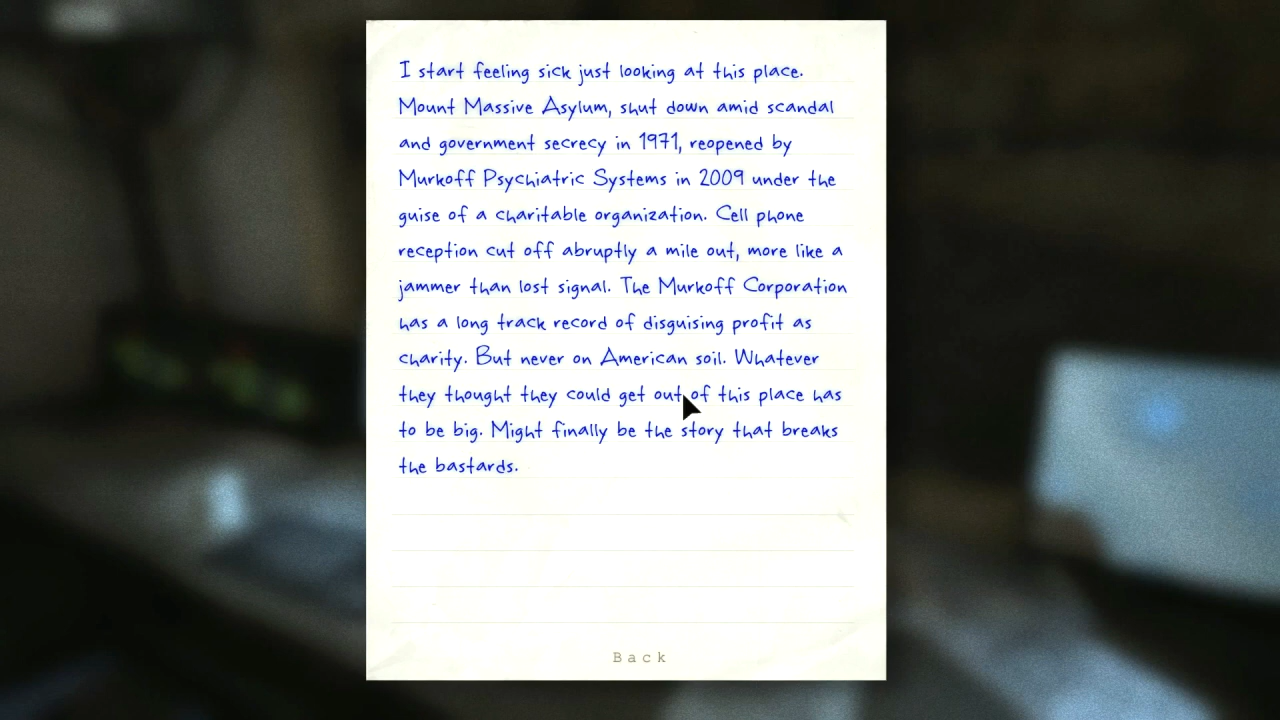 I start feeling sick just looking at this place.
Mount Massive Asylum, shut down amid scandal
and government secrecy in 1971, reopened by
Murkoff Psychiatric Systems in 2009 under the
guise of a charitable organization. Cell phone
reception cut off abruptly a mile out, more like a
jammer than lost signal. The Murkoff Corporation
has a long track record of disguising profit as
charity. But never on American soil. Whatever
they thought they could get out of this place has
to be big. Might finally be the story that breaks
the bastards.
Back